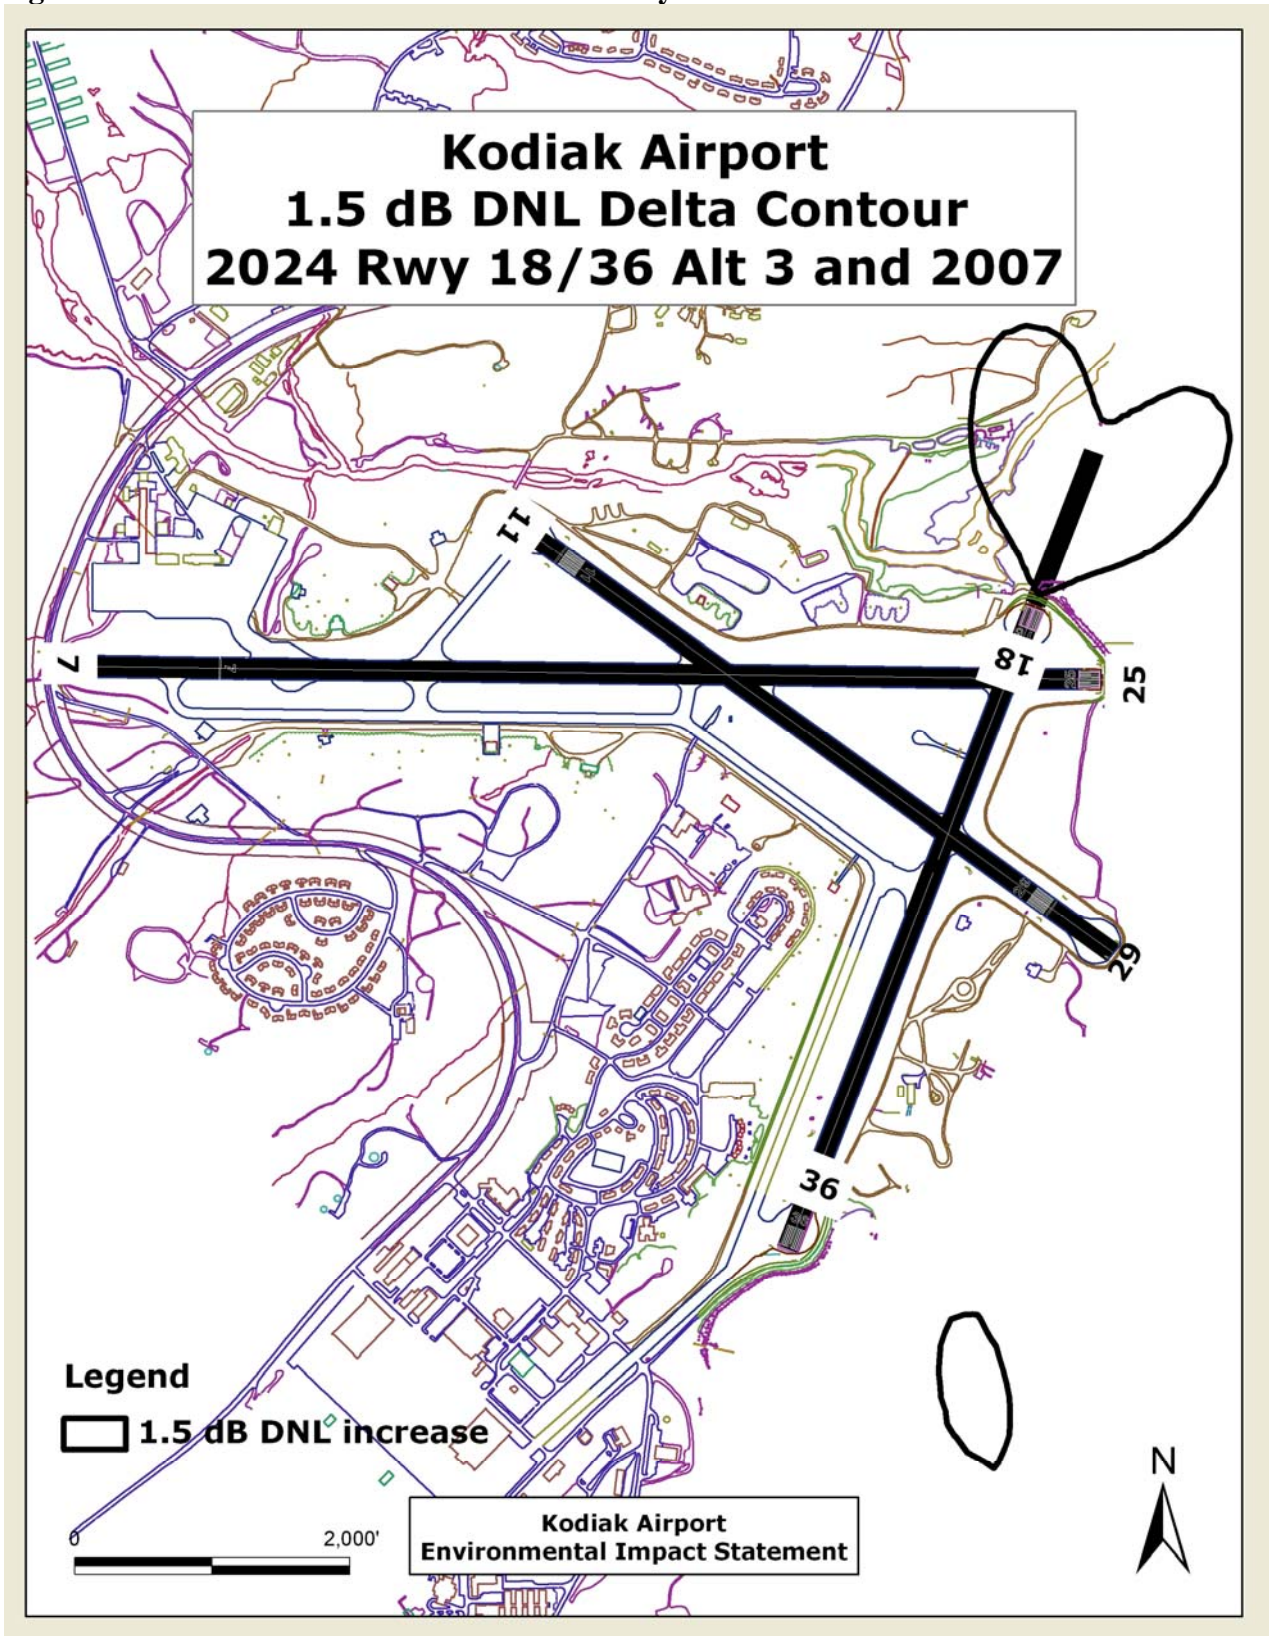 Kodiak Airport
1.5 dB DNL Delta Contour
2024 Rwy 18/36 Alt 3 and 2007
11
7
18
25
29
36
Legend
1.5 dB DNL increase
N
0
2,000'
Kodiak Airport
Environmental Impact Statement